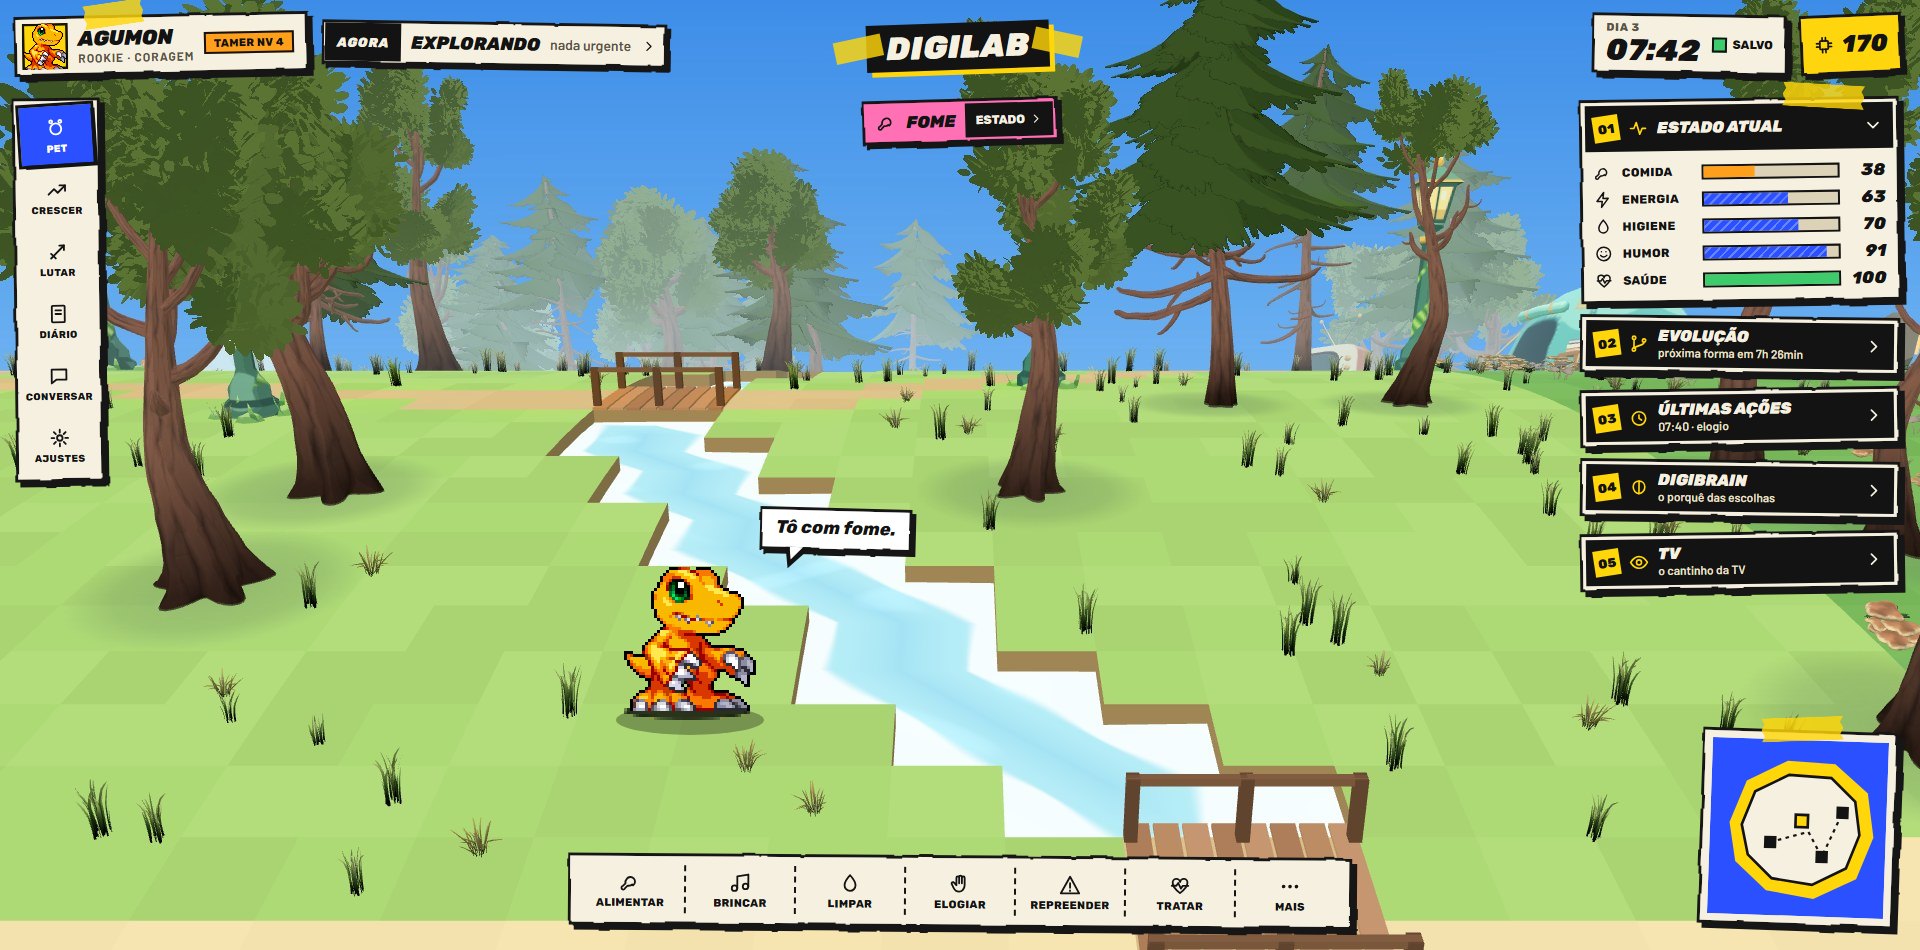 AGUMON
ROOKIE · CORAGEM
TAMER NV 4
AGORA
EXPLORANDO
nada urgente
DIGILAB
FOME
ESTADO
DIA 3
07:42
SALVO
170
PET
CRESCER
LUTAR
DIÁRIO
CONVERSAR
AJUSTES
01
ESTADO ATUAL
COMIDA 38
ENERGIA 63
HIGIENE 70
HUMOR 91
SAÚDE 100
02
EVOLUÇÃO
próxima forma em 7h 26min
03
ÚLTIMAS AÇÕES
07:40 · elogio
04
DIGIBRAIN
o porquê das escolhas
05
TV
o cantinho da TV
Tô com fome.
ALIMENTAR
BRINCAR
LIMPAR
ELOGIAR
REPREENDER
TRATAR
MAIS